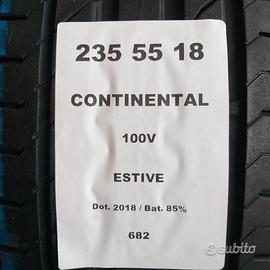 235 55 18
CONTINENTAL
100V
ESTIVE
Dot. 2018 / Bat. 85%
682
subito